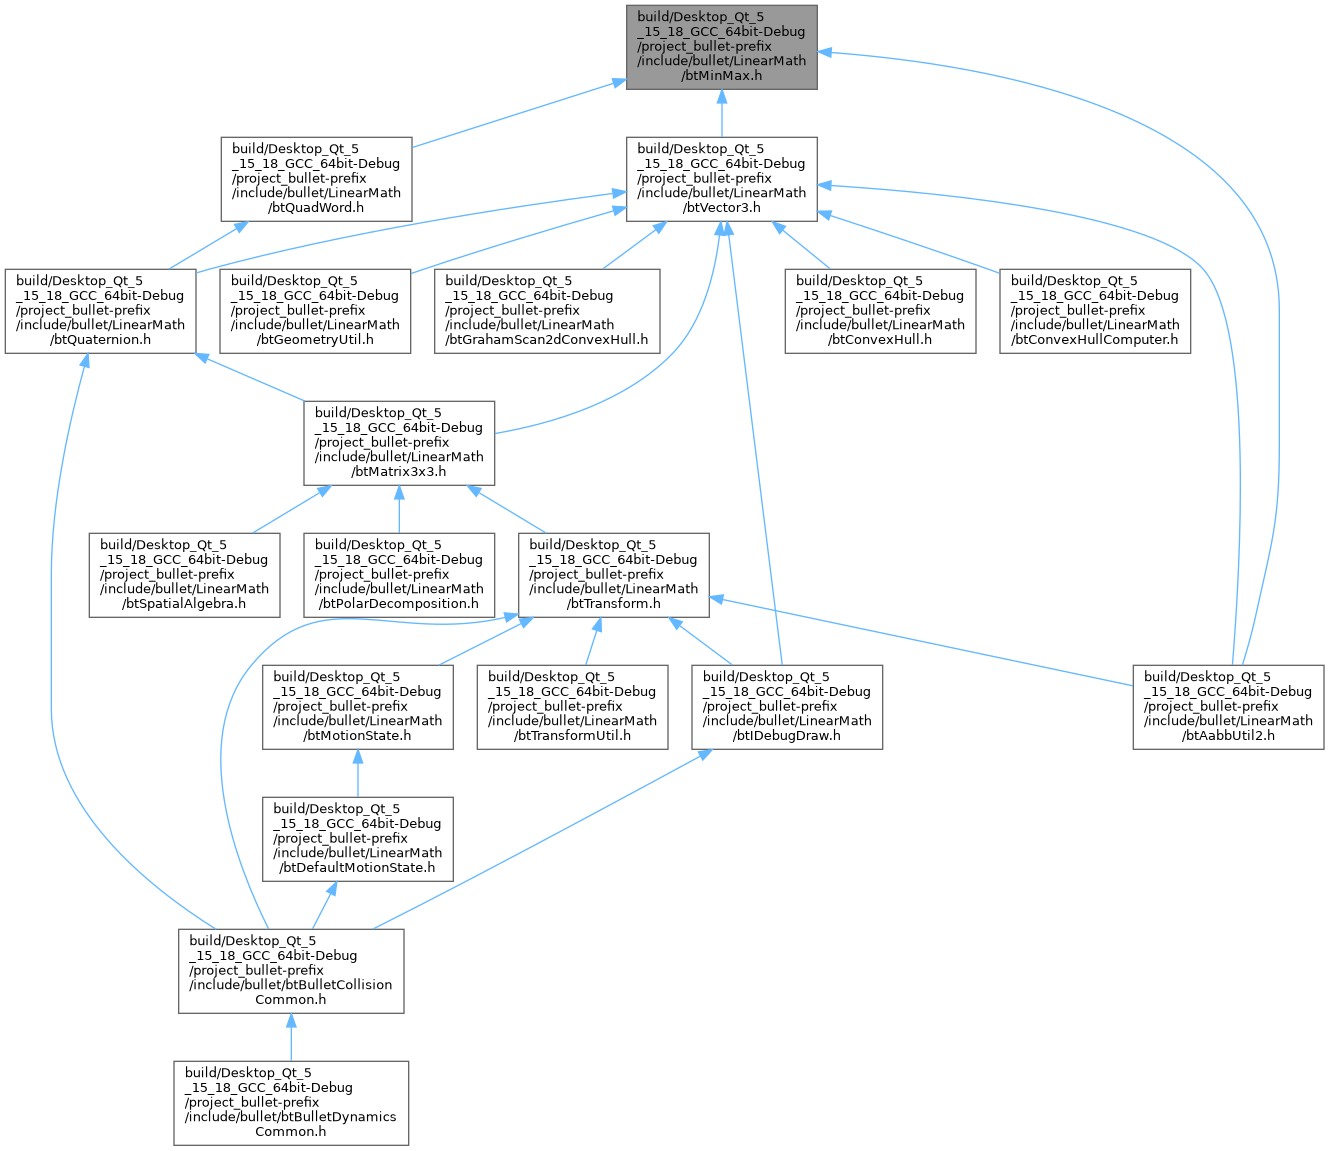 build/Desktop_Qt_5
_15_18_GCC_64bit-Debug
/project_bullet-prefix
/include/bullet/LinearMath
/btMinMax.h
build/Desktop_Qt_5
_15_18_GCC_64bit-Debug
/project_bullet-prefix
/include/bullet/LinearMath
/btQuadWord.h
build/Desktop_Qt_5
_15_18_GCC_64bit-Debug
/project_bullet-prefix
/include/bullet/LinearMath
/btVector3.h
build/Desktop_Qt_5
_15_18_GCC_64bit-Debug
/project_bullet-prefix
/include/bullet/LinearMath
/btQuaternion.h
build/Desktop_Qt_5
_15_18_GCC_64bit-Debug
/project_bullet-prefix
/include/bullet/LinearMath
/btGeometryUtil.h
build/Desktop_Qt_5
_15_18_GCC_64bit-Debug
/project_bullet-prefix
/include/bullet/LinearMath
/btGrahamScan2dConvexHull.h
build/Desktop_Qt_5
_15_18_GCC_64bit-Debug
/project_bullet-prefix
/include/bullet/LinearMath
/btConvexHull.h
build/Desktop_Qt_5
_15_18_GCC_64bit-Debug
/project_bullet-prefix
/include/bullet/LinearMath
/btConvexHullComputer.h
build/Desktop_Qt_5
_15_18_GCC_64bit-Debug
/project_bullet-prefix
/include/bullet/LinearMath
/btMatrix3x3.h
build/Desktop_Qt_5
_15_18_GCC_64bit-Debug
/project_bullet-prefix
/include/bullet/LinearMath
/btSpatialAlgebra.h
build/Desktop_Qt_5
_15_18_GCC_64bit-Debug
/project_bullet-prefix
/include/bullet/LinearMath
/btPolarDecomposition.h
build/Desktop_Qt_5
_15_18_GCC_64bit-Debug
/project_bullet-prefix
/include/bullet/LinearMath
/btTransform.h
build/Desktop_Qt_5
_15_18_GCC_64bit-Debug
/project_bullet-prefix
/include/bullet/LinearMath
/btMotionState.h
build/Desktop_Qt_5
_15_18_GCC_64bit-Debug
/project_bullet-prefix
/include/bullet/LinearMath
/btTransformUtil.h
build/Desktop_Qt_5
_15_18_GCC_64bit-Debug
/project_bullet-prefix
/include/bullet/LinearMath
/btIDebugDraw.h
build/Desktop_Qt_5
_15_18_GCC_64bit-Debug
/project_bullet-prefix
/include/bullet/LinearMath
/btAabbUtil2.h
build/Desktop_Qt_5
_15_18_GCC_64bit-Debug
/project_bullet-prefix
/include/bullet/LinearMath
/btDefaultMotionState.h
build/Desktop_Qt_5
_15_18_GCC_64bit-Debug
/project_bullet-prefix
/include/bullet/btBulletCollision
Common.h
build/Desktop_Qt_5
_15_18_GCC_64bit-Debug
/project_bullet-prefix
/include/bullet/btBulletDynamics
Common.h